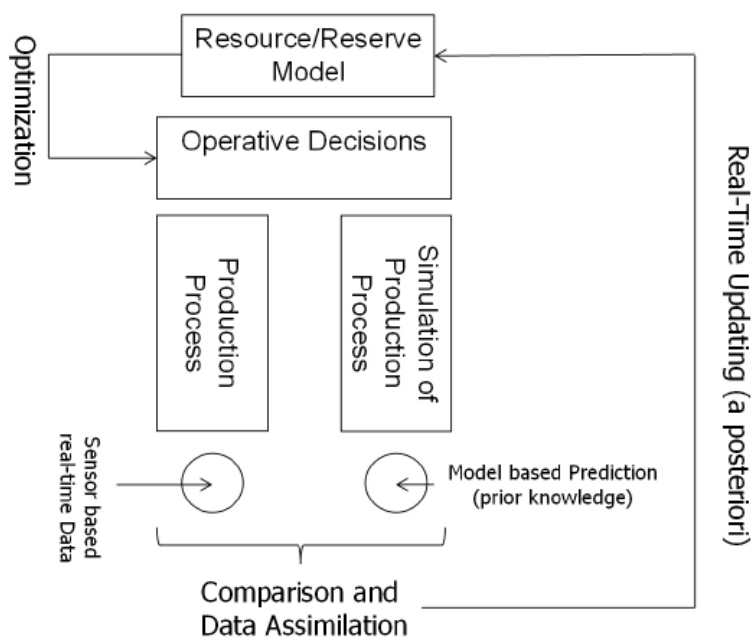 Resource/Reserve
Model
Optimization
Operative Decisions
Production
Process
Simulation of
Production
Process
Sensor based
real-time Data
Model based Prediction
(prior knowledge)
Comparison and
Data Assimilation
Real-Time Updating (a posteriori)